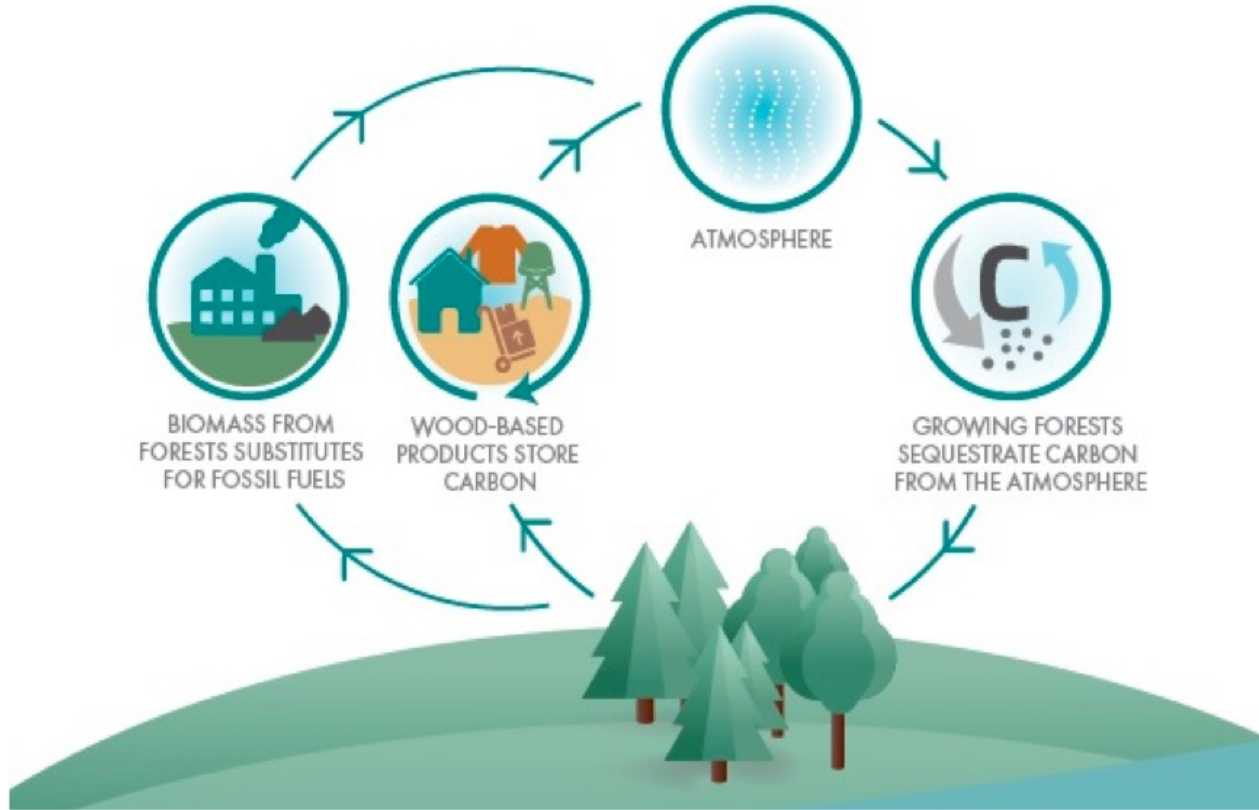 ATMOSPHERE
BIOMASS FROM
FORESTS SUBSTITUTES
FOR FOSSIL FUELS
WOOD-BASED
PRODUCTS STORE
CARBON
C
GROWING FORESTS
SEQUESTRATE CARBON
FROM THE ATMOSPHERE